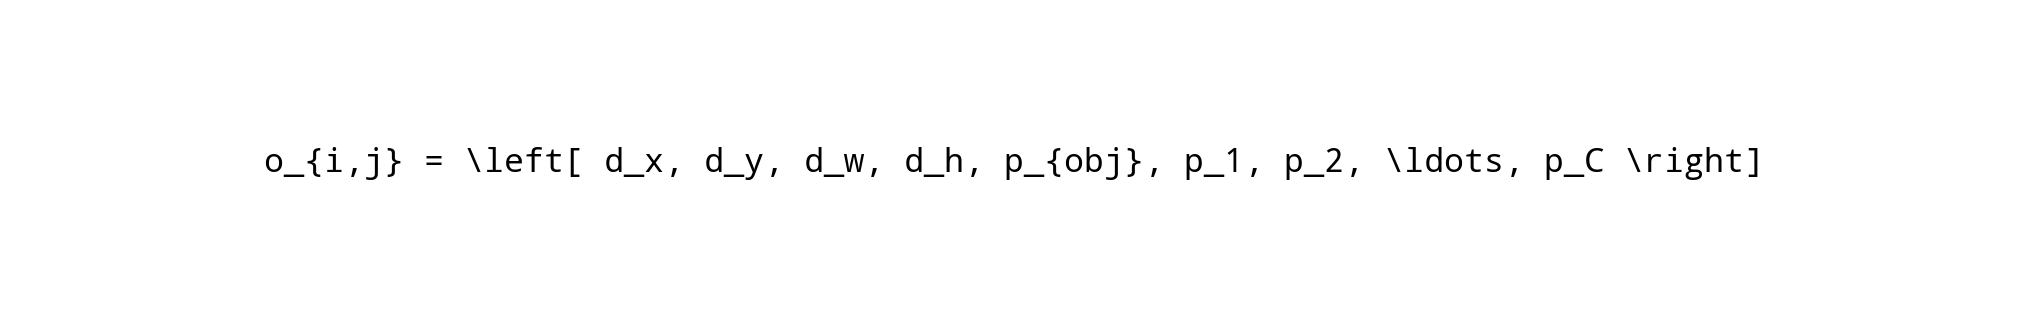 o_{i,j} = \left[ d_x, d_y, d_w, d_h, p_{obj}, p_1, p_2, \ldots, p_C \right]